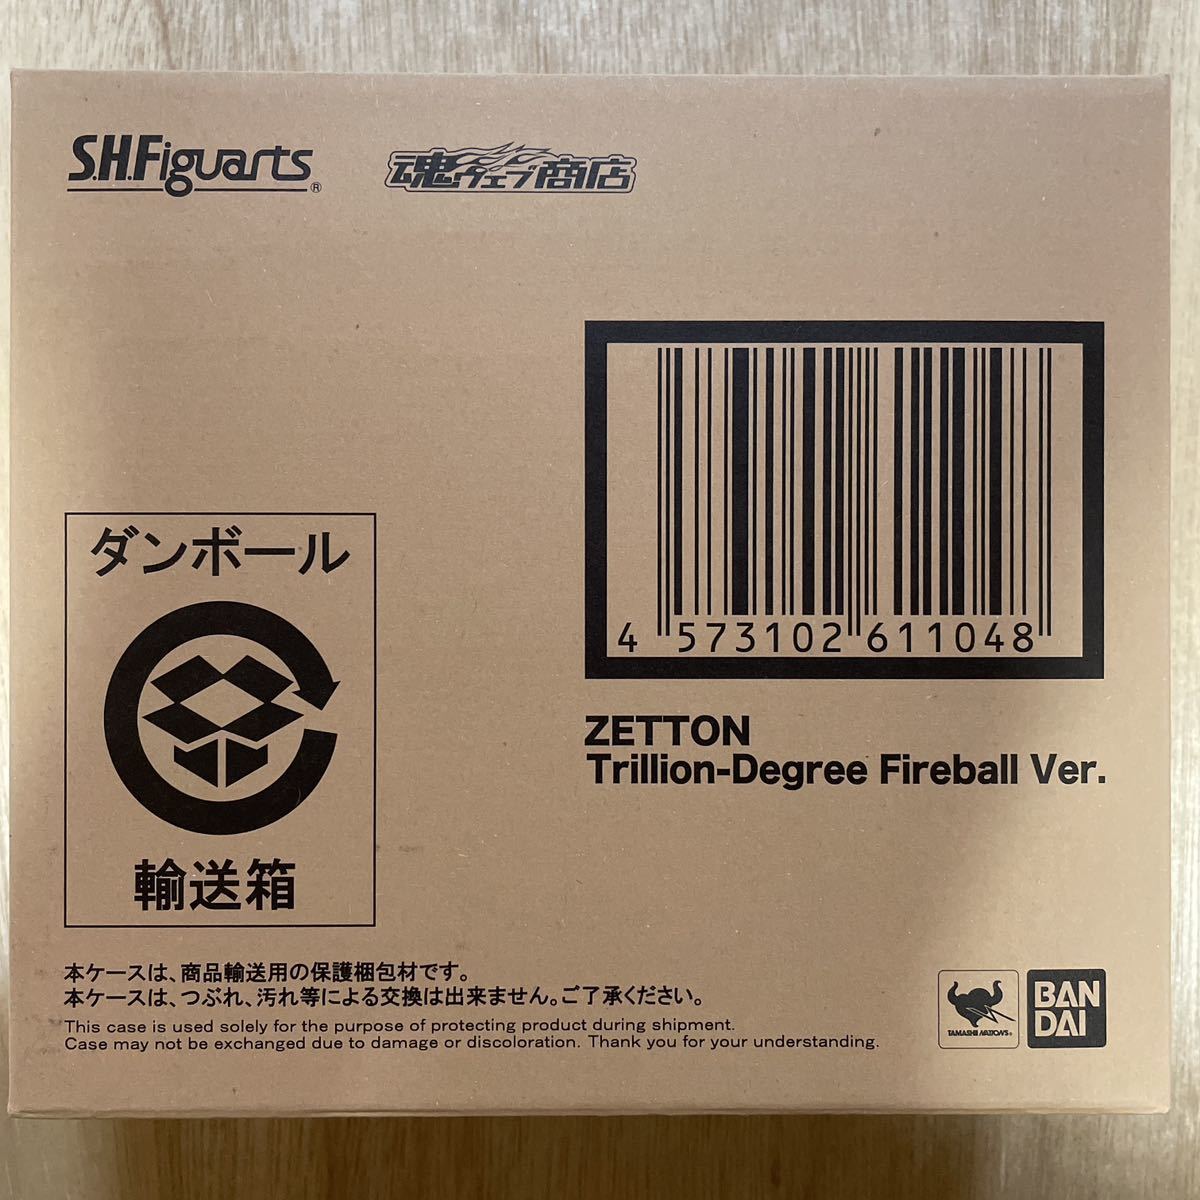 S.H.Figuarts®
魂ウェブ商店
4 573102 611048
ZETTON
Trillion-Degree Fireball Ver.
ダンボール
輸送箱
本ケースは、商品輸送用の保護梱包材です。
本ケースは、つぶれ、汚れ等による交換は出来ません。ご了承ください。
This case is used solely for the purpose of protecting product during shipment.
Case may not be exchanged due to damage or discoloration. Thank you for your understanding.
TAMASHII NATIONS®
BAN
DAI